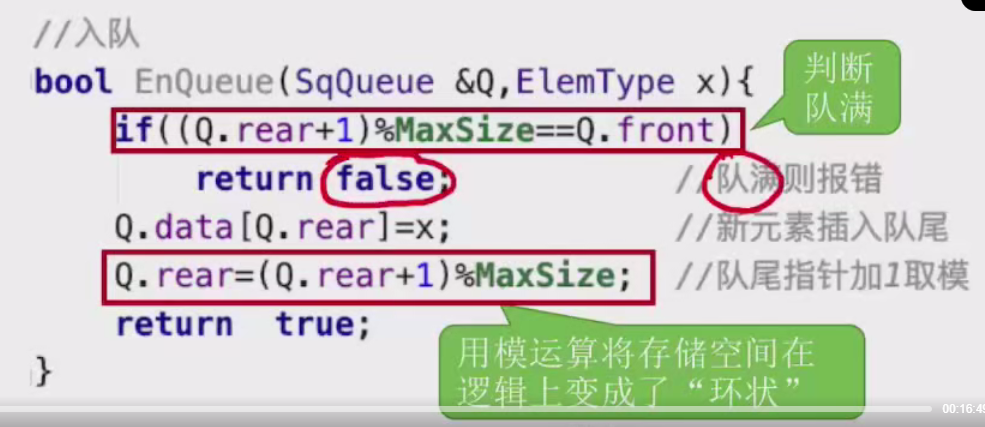 //入队
bool EnQueue(SqQueue &Q,ElemType x){
判断
队满
if((Q.rear+1)%MaxSize==Q.front)
return false; //队满则报错
Q.data[Q.rear]=x; //新元素插入队尾
Q.rear=(Q.rear+1)%MaxSize; //队尾指针加1取模
return true;
用模运算将存储空间在
逻辑上变成了“环状”
}